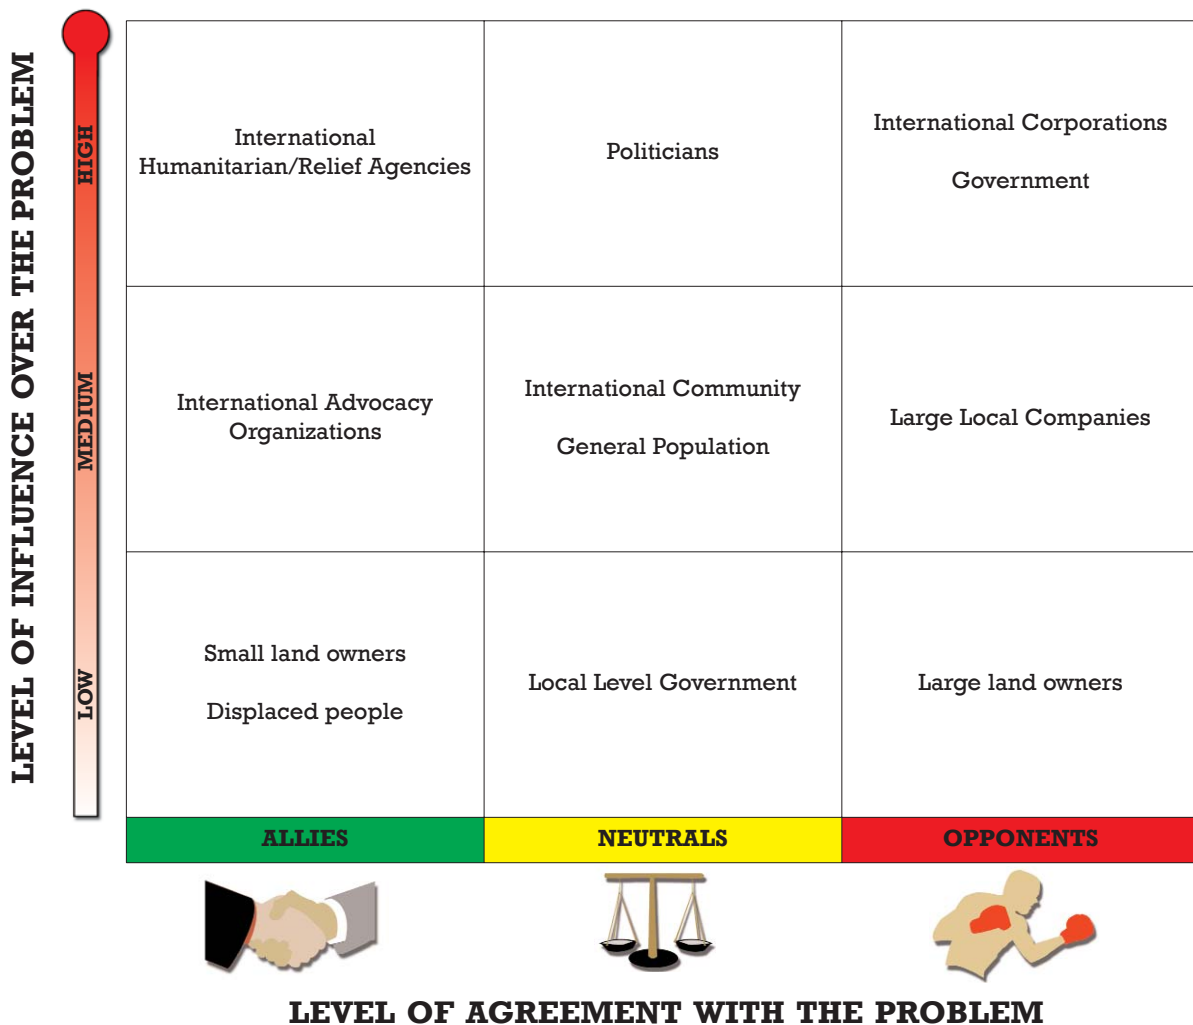 LEVEL OF INFLUENCE OVER THE PROBLEM
HIGH
MEDIUM
LOW
International
Humanitarian/Relief Agencies
Politicians
International Corporations
Government
International Advocacy
Organizations
International Community
General Population
Large Local Companies
Small land owners
Displaced people
Local Level Government
Large land owners
ALLIES
NEUTRALS
OPPONENTS
LEVEL OF AGREEMENT WITH THE PROBLEM